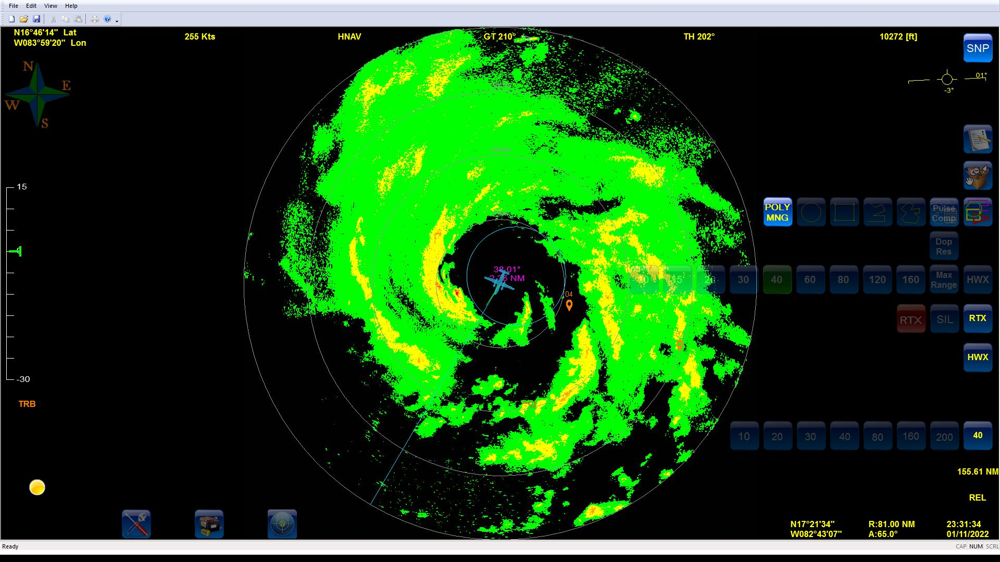 File Edit View Help
N16°46'14" Lat
W083°59'20" Lon
255 Kts
HNAV
GT 210°
TH 202°
10272 [ft]
SNP
N
E
W
S
01°
-3°
15
-30
TRB
38.01°
NM
04
POLY
MNG
Pulse
Comp
Dop
Res
10 15 20 30 40 60 80 120 160 Max
Range
HWX
RTX SIL RTX
HWX
10 20 30 40 80 160 200 40
155.61 NM
REL
N17°21'34" R:81.00 NM 23:31:34
W082°43'07" A:65.0° 01/11/2022
Ready
CAP NUM SCRL